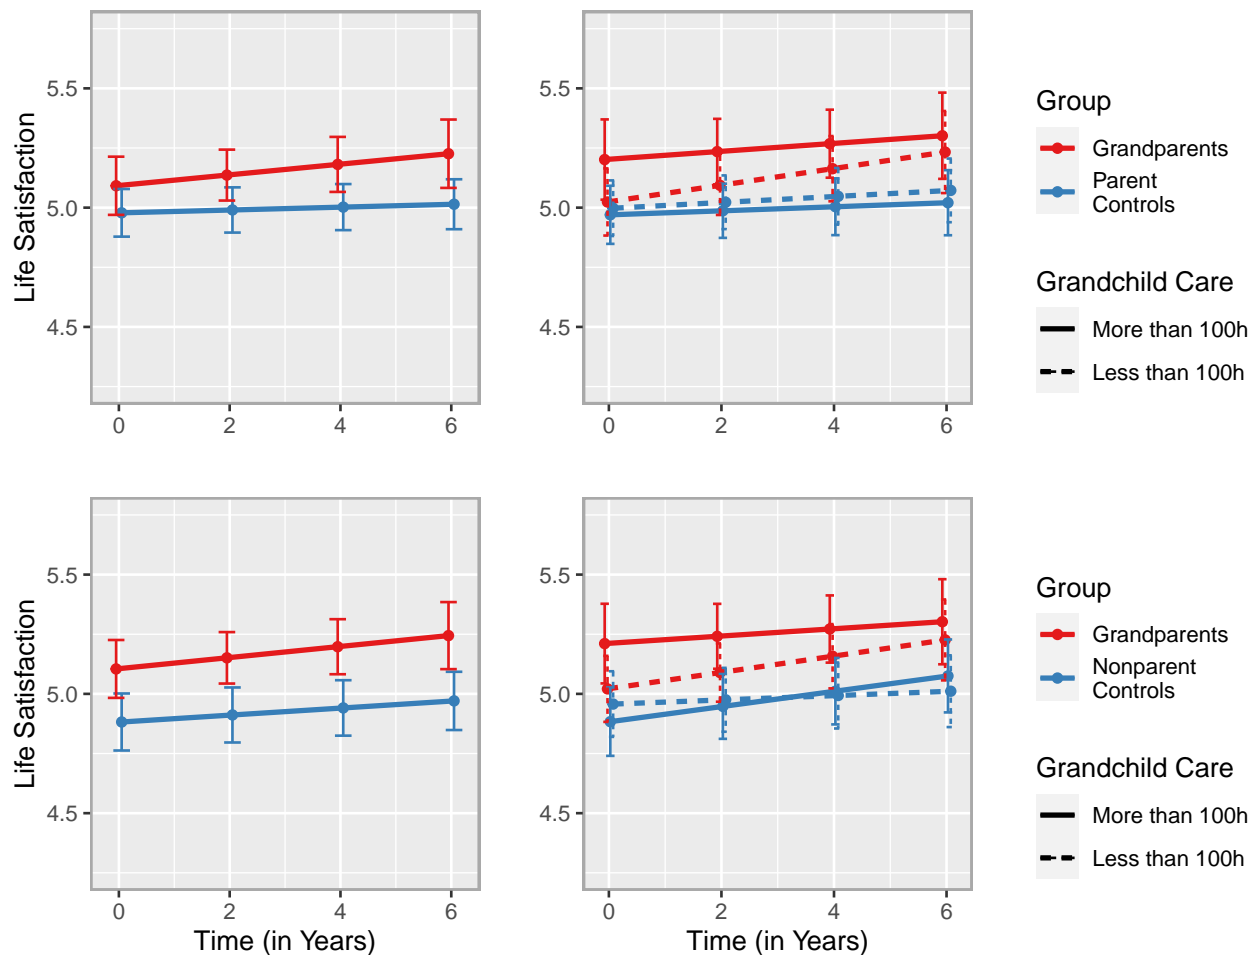 5.5
5.0
4.5
Life Satisfaction
0 2 4 6
0 2 4 6
Group
Grandparents
Parent
Controls
Grandchild Care
More than 100h
Less than 100h
5.5
5.0
4.5
Life Satisfaction
0 2 4 6
Time (in Years)
5.5
5.0
4.5
0 2 4 6
Time (in Years)
5.5
5.0
4.5
Group
Grandparents
Nonparent
Controls
Grandchild Care
More than 100h
Less than 100h